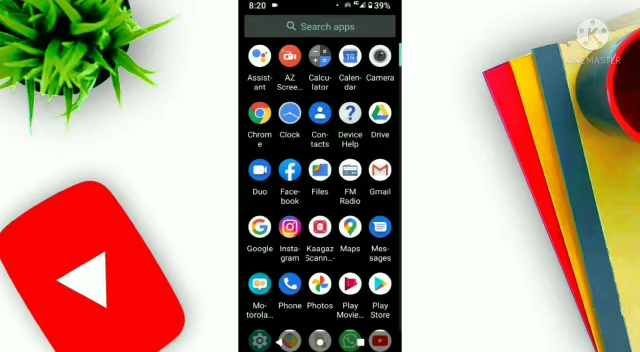 8:20
4G
39%
Search apps
Assist-
ant
AZ
Scree...
Calcu-
lator
Calen-
dar
Camera
Chrom
e
Clock
Con-
tacts
Device
Help
Drive
Duo
Face-
book
Files
FM
Radio
Gmail
Google
Insta-
gram
Kaagaz
Scann...
Maps
Mes-
sages
Mo-
torola...
Phone
Photos
Play
Movie...
Play
Store
KINEMASTER